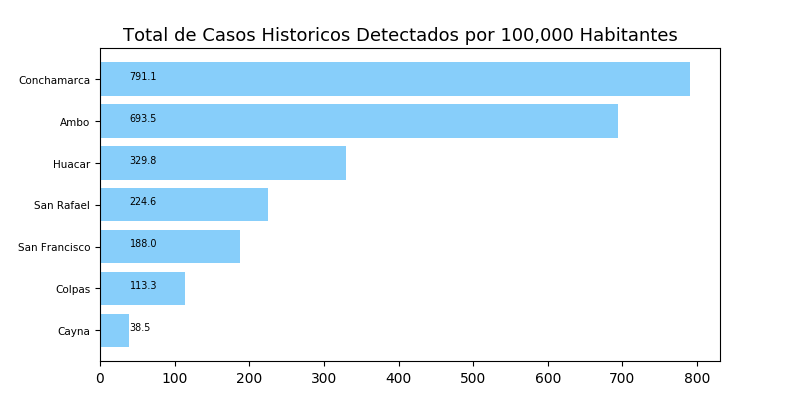 Total de Casos Historicos Detectados por 100,000 Habitantes
Conchamarca 791.1
Ambo 693.5
Huacar 329.8
San Rafael 224.6
San Francisco 188.0
Colpas 113.3
Cayna 38.5
0 100 200 300 400 500 600 700 800